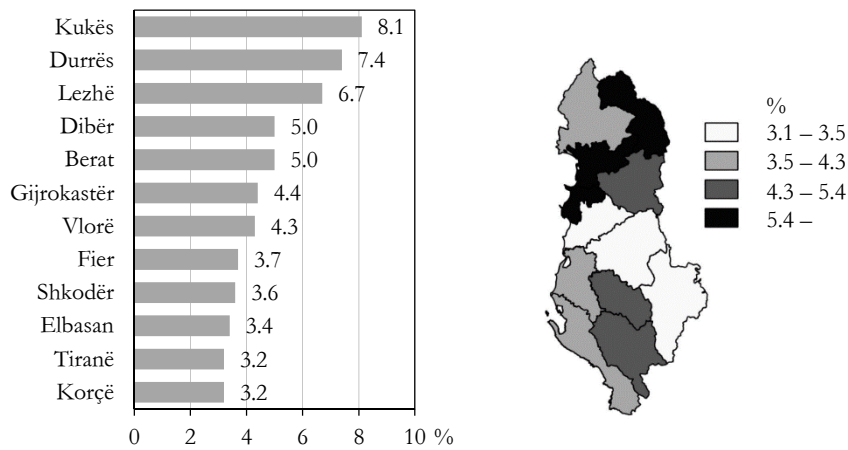 Kukës 8.1
Durrës 7.4
Lezhë 6.7
Dibër 5.0
Berat 5.0
Gijrokastër 4.4
Vlorë 4.3
Fier 3.7
Shkodër 3.6
Elbasan 3.4
Tiranë 3.2
Korçë 3.2
0 2 4 6 8 10 %
%
3.1 – 3.5
3.5 – 4.3
4.3 – 5.4
5.4 –